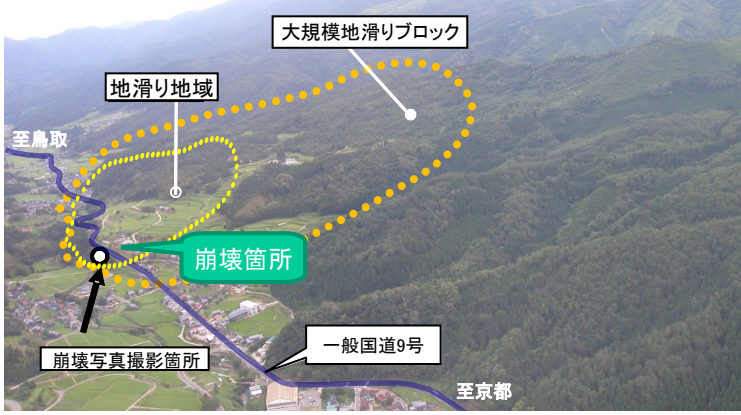 大規模地滑りブロック
地滑り地域
至鳥取
崩壊箇所
一般国道9号
崩壊写真撮影箇所
至京都